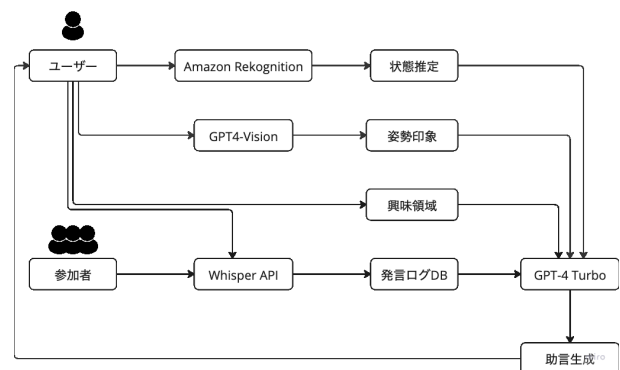 ユーザー
Amazon Rekognition
状態推定
GPT4-Vision
姿勢印象
興味領域
参加者
Whisper API
発言ログDB
GPT-4 Turbo
助言生成